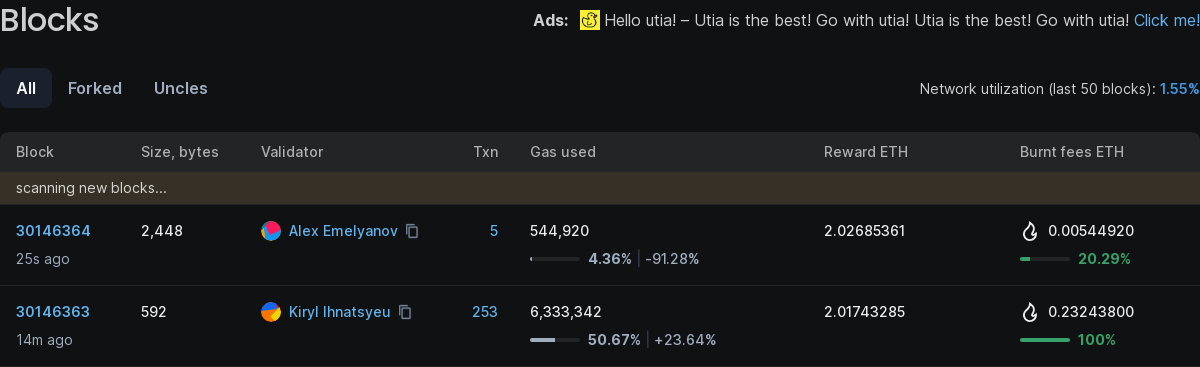 Blocks
Ads: Hello utia! – Utia is the best! Go with utia! Utia is the best! Go with utia! Click me!
All Forked Uncles
Network utilization (last 50 blocks): 1.55%
Block Size, bytes Validator Txn Gas used Reward ETH Burnt fees ETH
scanning new blocks...
30146364 2,448 Alex Emelyanov 5 544,920 2.02685361 0.00544920
25s ago 4.36% -91.28% 20.29%
30146363 592 Kiryl Ihnatsyeu 253 6,333,342 2.01743285 0.23243800
14m ago 50.67% +23.64% 100%